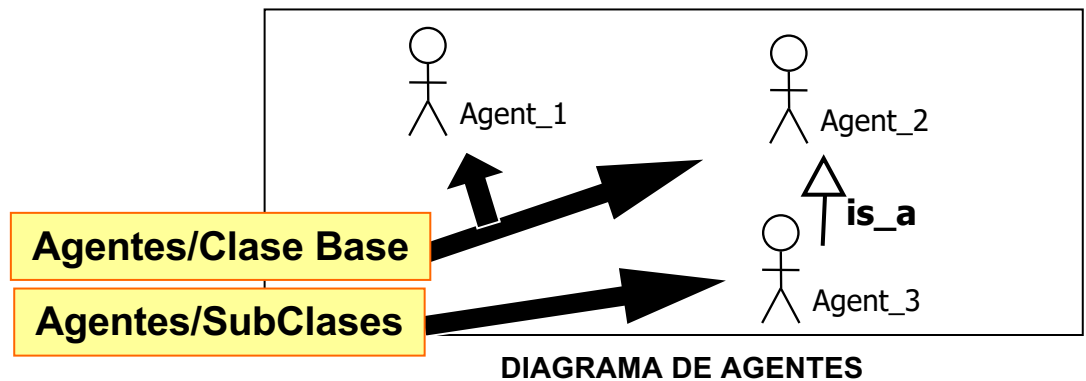 Agent_1
Agent_2
is_a
Agentes/Clase Base
Agent_3
Agentes/SubClases
DIAGRAMA DE AGENTES